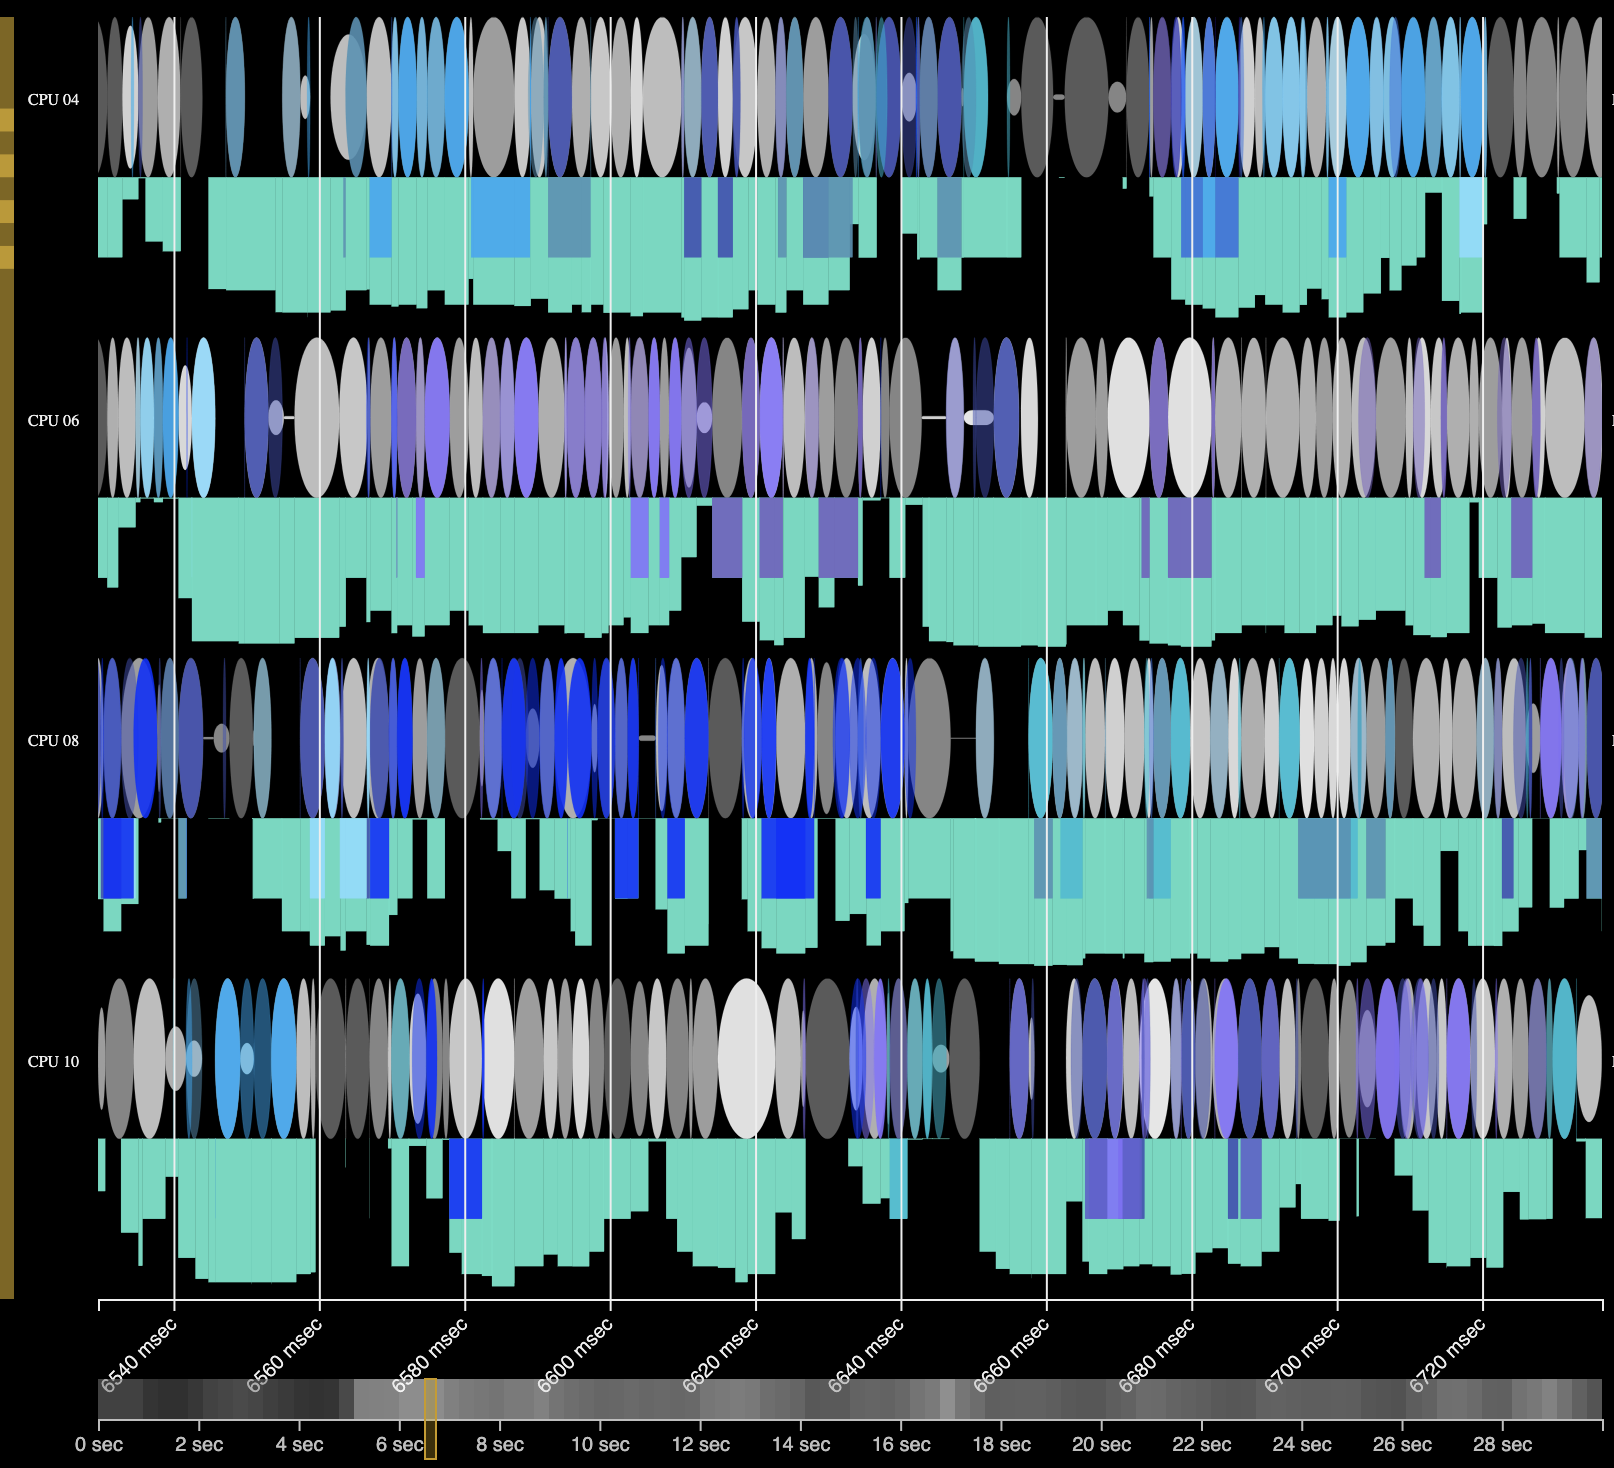 CPU 04
CPU 06
CPU 08
CPU 10
6540 msec
6560 msec
6580 msec
6600 msec
6620 msec
6640 msec
6660 msec
6680 msec
6700 msec
6720 msec
0 sec
2 sec
4 sec
6 sec
8 sec
10 sec
12 sec
14 sec
16 sec
18 sec
20 sec
22 sec
24 sec
26 sec
28 sec